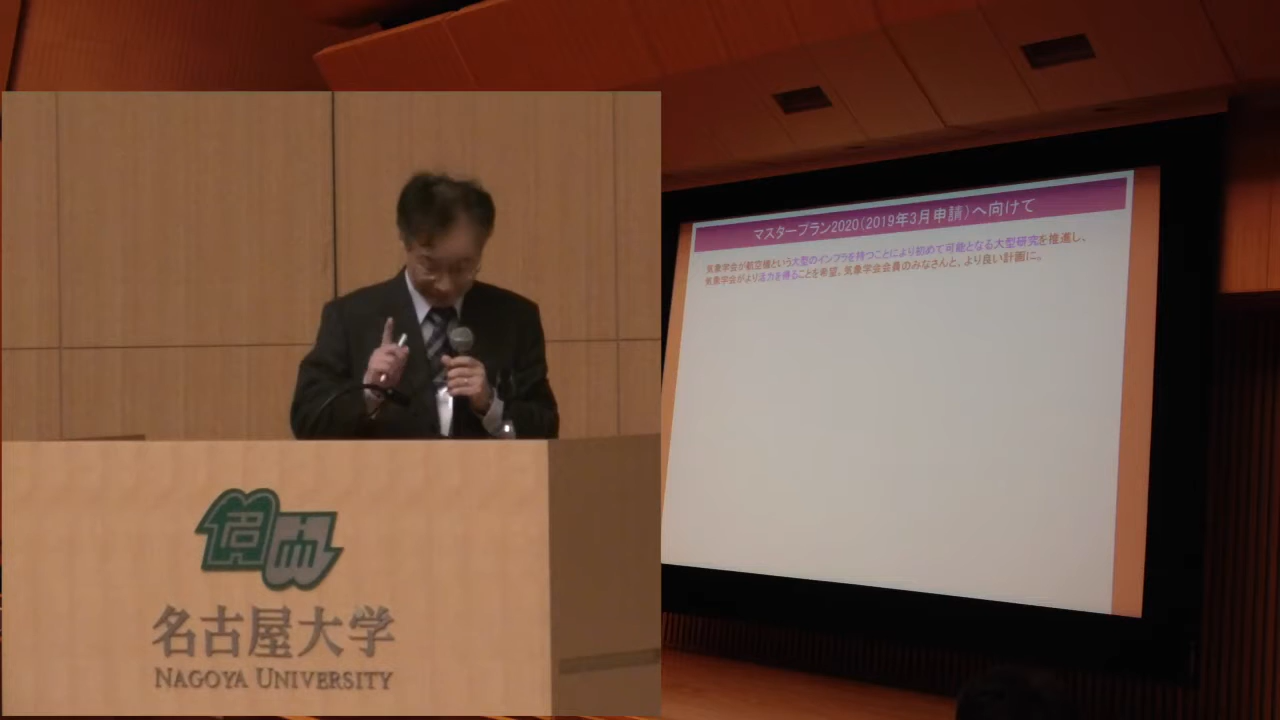 マスタープラン2020(2019年3月申請)へ向けて
気象学会が航空機という大型のインフラを持つことにより初めて可能となる大型研究を推進し、
気象学会がより活力を得ることを希望。気象学会会員のみなさんと、より良い計画に。
名古屋大学
NAGOYA UNIVERSITY